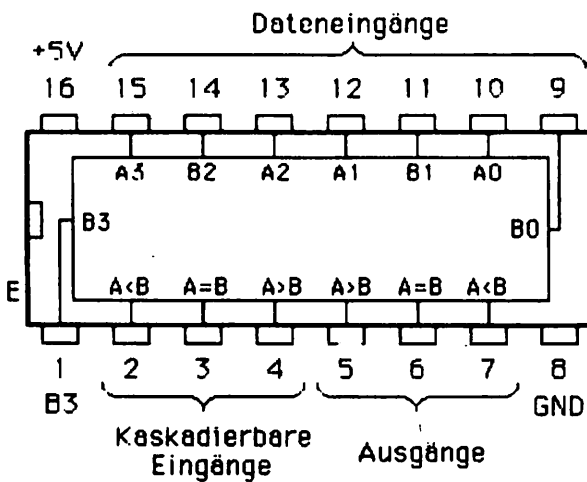 Dateneingänge
+5V
16 15 14 13 12 11 10 9
A3 B2 A2 A1 B1 A0
B3 B0
E
A<B A=B A>B A>B A=B A<B
1 2 3 4 5 6 7 8
B3 GND
Kaskadierbare
Eingänge
Ausgänge